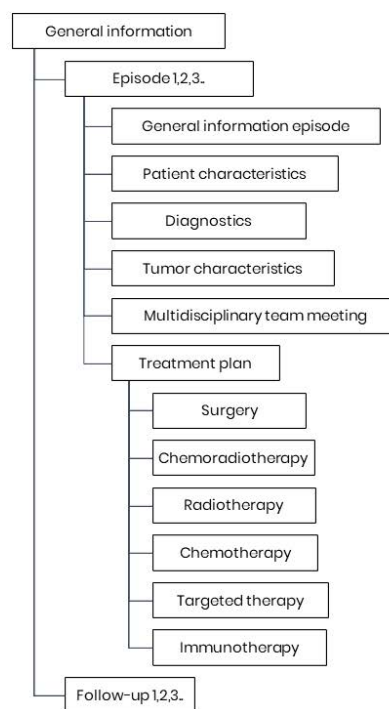 General information
Episode 1,2,3..
General information episode
Patient characteristics
Diagnostics
Tumor characteristics
Multidisciplinary team meeting
Treatment plan
Surgery
Chemoradiotherapy
Radiotherapy
Chemotherapy
Targeted therapy
Immunotherapy
Follow-up 1,2,3..